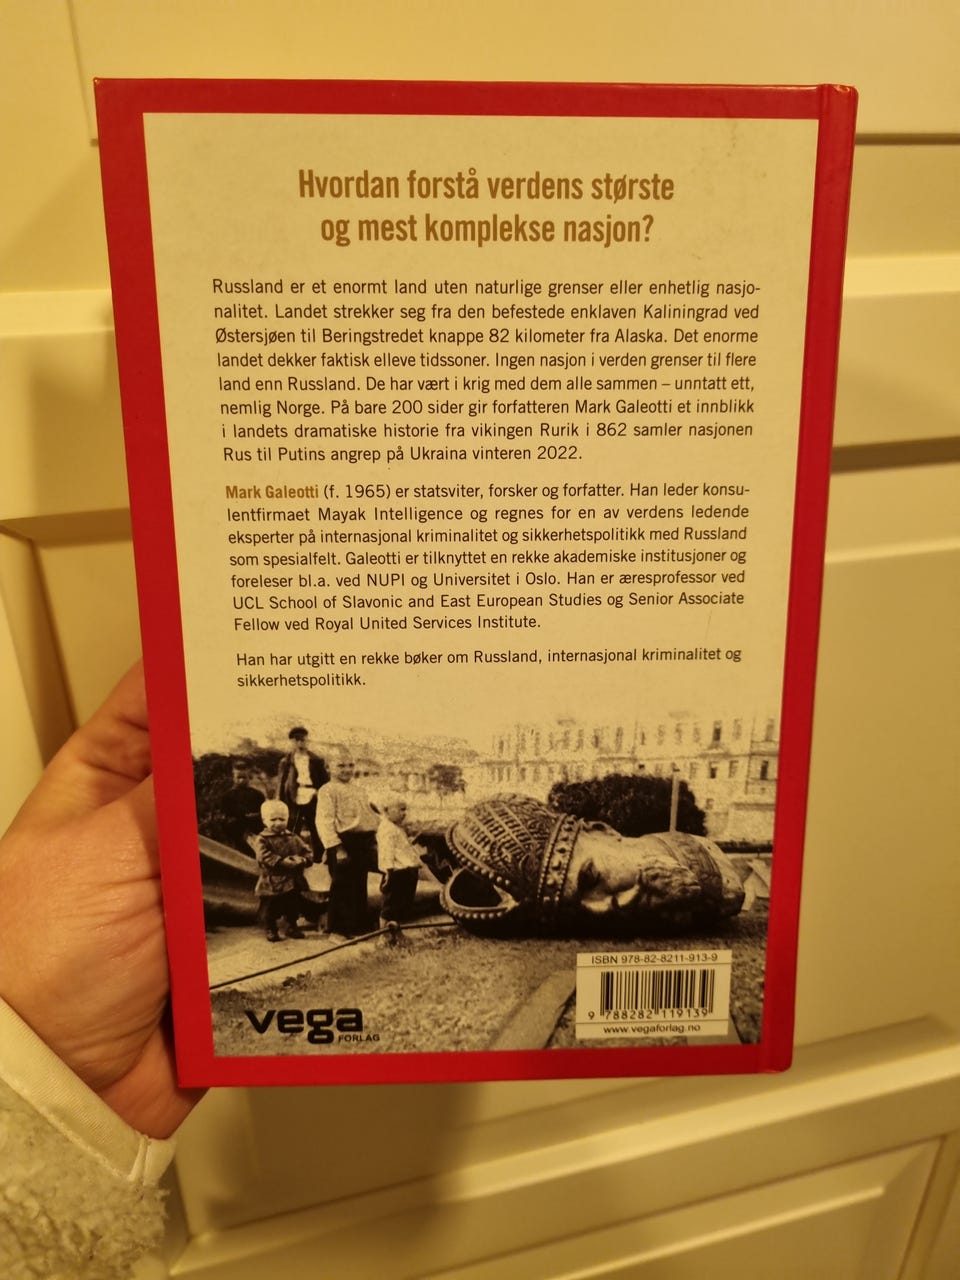 Hvordan forstå verdens største
og mest komplekse nasjon?
Russland er et enormt land uten naturlige grenser eller enhetlig nasjo-
nalitet. Landet strekker seg fra den befestede enklaven Kaliningrad ved
Østersjøen til Beringstredet knappe 82 kilometer fra Alaska. Det enorme
landet dekker faktisk elleve tidssoner. Ingen nasjon i verden grenser til flere
land enn Russland. De har vært i krig med dem alle sammen – unntatt ett,
nemlig Norge. På bare 200 sider gir forfatteren Mark Galeotti et innblikk
i landets dramatiske historie fra vikingen Rurik i 862 samler nasjonen
Rus til Putins angrep på Ukraina vinteren 2022.
Mark Galeotti (f. 1965) er statsviter, forsker og forfatter. Han leder konsu-
lentfirmaet Mayak Intelligence og regnes for en av verdens ledende
eksperter på internasjonal kriminalitet og sikkerhetspolitikk med Russland
som spesialfelt. Galeotti er tilknyttet en rekke akademiske institusjoner og
foreleser bl.a. ved NUPI og Universitet i Oslo. Han er æresprofessor ved
UCL School of Slavonic and East European Studies og Senior Associate
Fellow ved Royal United Services Institute.
Han har utgitt en rekke bøker om Russland, internasjonal kriminalitet og
sikkerhetspolitikk.
ISBN 978-82-8211-913-9
9 788282 119139
www.vegaforlag.no
vega
FORLAG